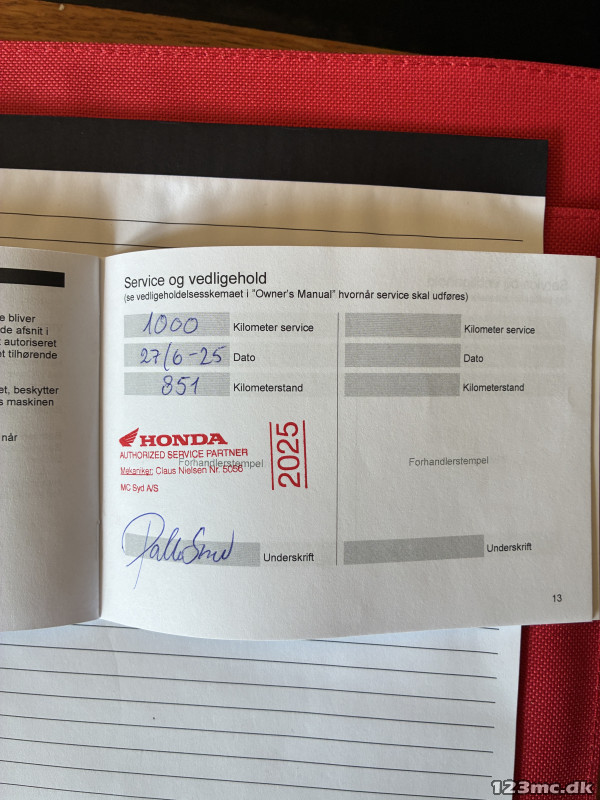 e bliver
de afsnit i
t autoriseret
t tilhørende
et, beskytter
s maskinen
når
Service og vedligehold
(se vedligeholdelsesskemaet i "Owner's Manual" hvornår service skal udføres)
1000 Kilometer service
27/6-25 Dato
851 Kilometerstand
HONDA
AUTHORIZED SERVICE PARTNER
Forhandlerstempel
Mekaniker: Claus Nielsen Nr. 5056
MC Syd A/S
2025
Underskrift
Kilometer service
Dato
Kilometerstand
Forhandlerstempel
Underskrift
13
123mc.dk